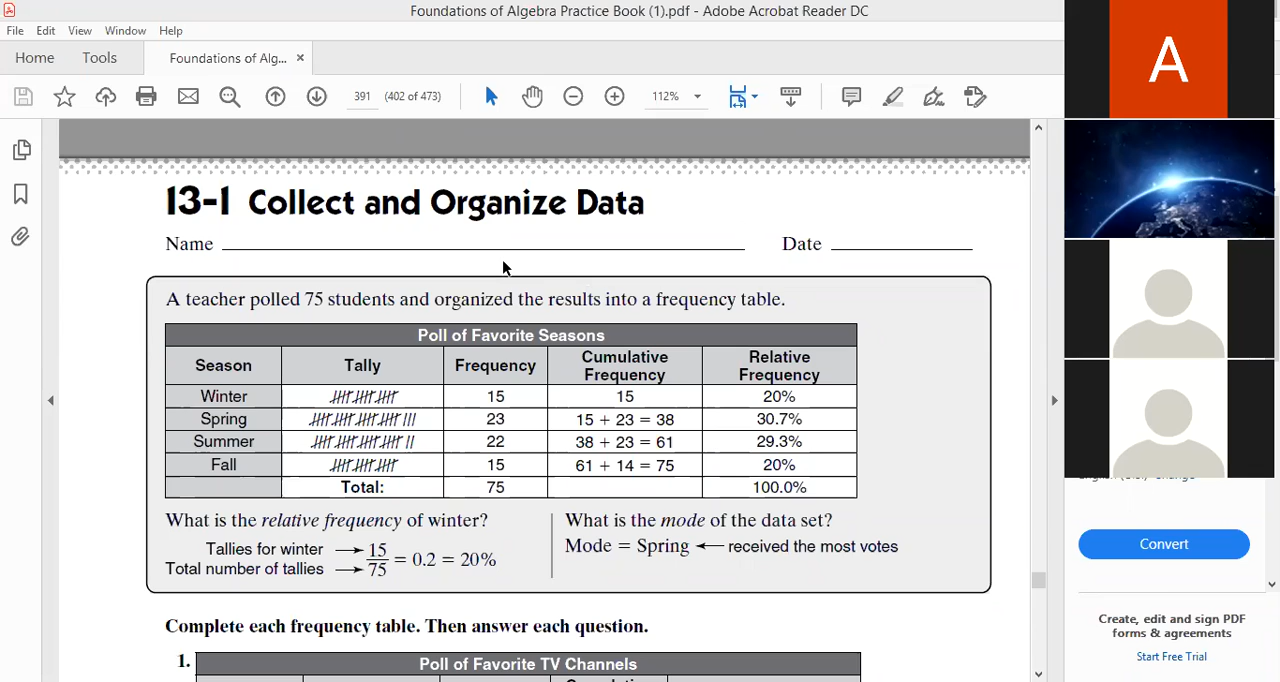 Foundations of Algebra Practice Book (1).pdf - Adobe Acrobat Reader DC
File Edit View Window Help
Home Tools Foundations of Alg... ×
391 (402 of 473) 112%
A
13-1 Collect and Organize Data
Name Date
A teacher polled 75 students and organized the results into a frequency table.
Poll of Favorite Seasons
Season Tally Frequency Cumulative Frequency Relative Frequency
Winter 15 15 20%
Spring 23 15 + 23 = 38 30.7%
Summer 22 38 + 23 = 61 29.3%
Fall 15 61 + 14 = 75 20%
Total: 75 100.0%
What is the relative frequency of winter?
Tallies for winter → 15
Total number of tallies → 75 = 0.2 = 20%
What is the mode of the data set?
Mode = Spring ← received the most votes
Complete each frequency table. Then answer each question.
1. Poll of Favorite TV Channels
Convert
Create, edit and sign PDF
forms & agreements
Start Free Trial